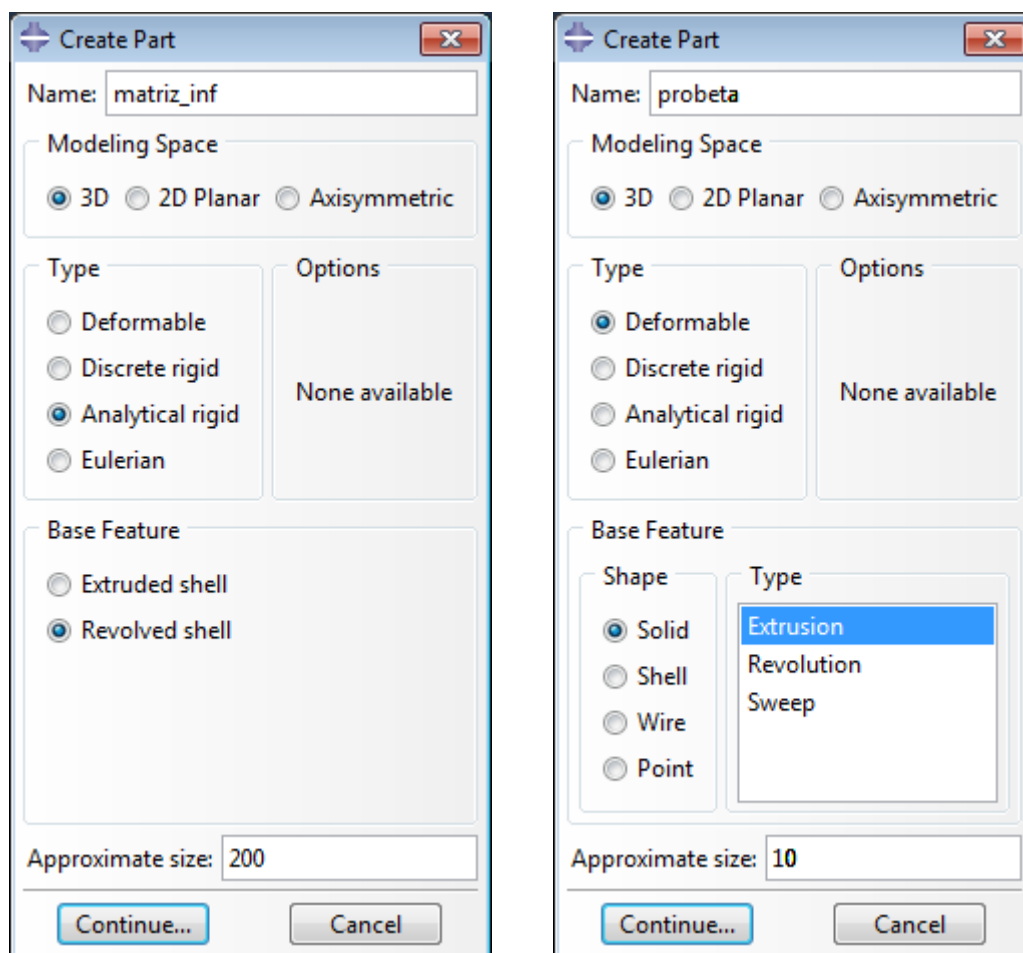 Create Part
Name: matriz_inf
Modeling Space
3D 2D Planar Axisymmetric
Type
Deformable
Discrete rigid
Analytical rigid
Eulerian
Options
None available
Base Feature
Extruded shell
Revolved shell
Approximate size: 200
Continue... Cancel
Create Part
Name: probeta
Modeling Space
3D 2D Planar Axisymmetric
Type
Deformable
Discrete rigid
Analytical rigid
Eulerian
Options
None available
Base Feature
Shape
Solid
Shell
Wire
Point
Type
Extrusion
Revolution
Sweep
Approximate size: 10
Continue... Cancel